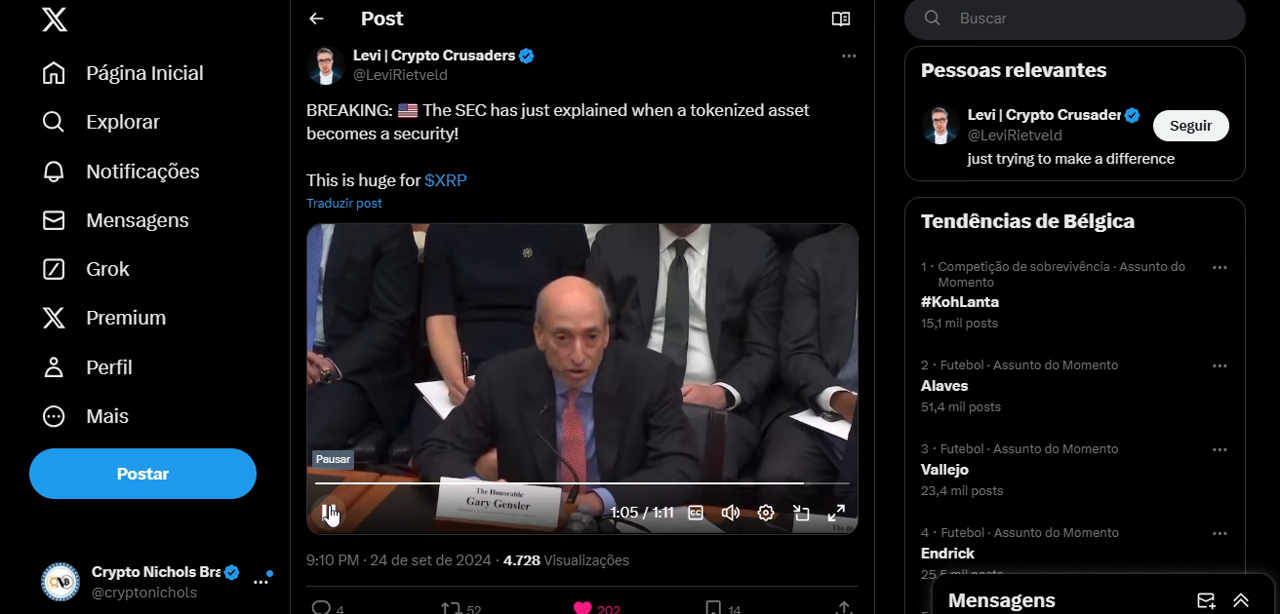 Página Inicial
Explorar
Notificações
Mensagens
Grok
Premium
Perfil
Mais
Postar
Crypto Nichols Bra
@cryptonichols
Post
Levi | Crypto Crusaders
@LeviRietveld
BREAKING: 🇺🇸 The SEC has just explained when a tokenized asset
becomes a security!
This is huge for $XRP
Traduzir post
Pausar
The Honorable
Gary Gensler
1:05 / 1:11
The H
9:10 PM · 24 de set de 2024 · 4.728 Visualizações
4
52
202
14
Buscar
Pessoas relevantes
Levi | Crypto Crusader
@LeviRietveld
Seguir
just trying to make a difference
Tendências de Bélgica
1 · Competição de sobrevivência · Assunto do
Momento
#KohLanta
15,1 mil posts
2 · Futebol · Assunto do Momento
Alaves
51,4 mil posts
3 · Futebol · Assunto do Momento
Vallejo
23,4 mil posts
4 · Futebol · Assunto do Momento
Endrick
Mensagens